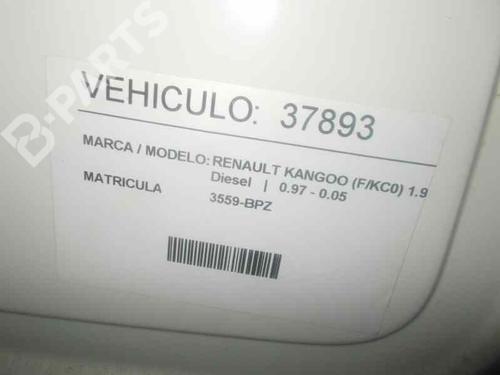 B-PARTS
VEHICULO: 37893
MARCA / MODELO: RENAULT KANGOO (F/KC0) 1.9
Diesel | 0.97 - 0.05
MATRICULA 3559-BPZ